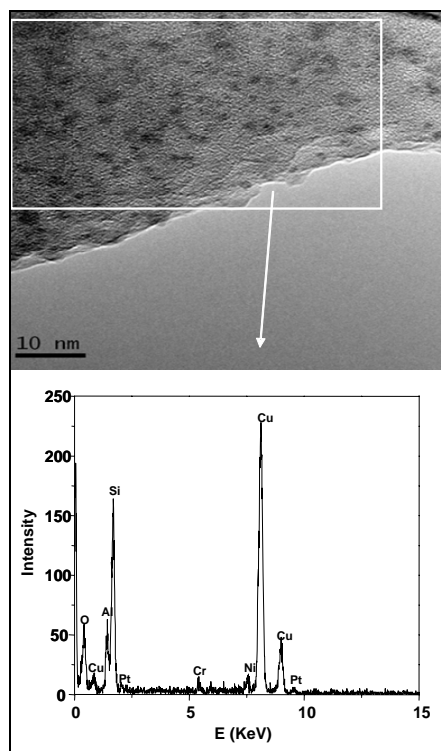 10 nm
250
200
150
100
50
0
Intensity
O
Cu
Al
Si
Pt
Cr
Ni
Cu
Cu
Pt
0 5 10 15
E (KeV)